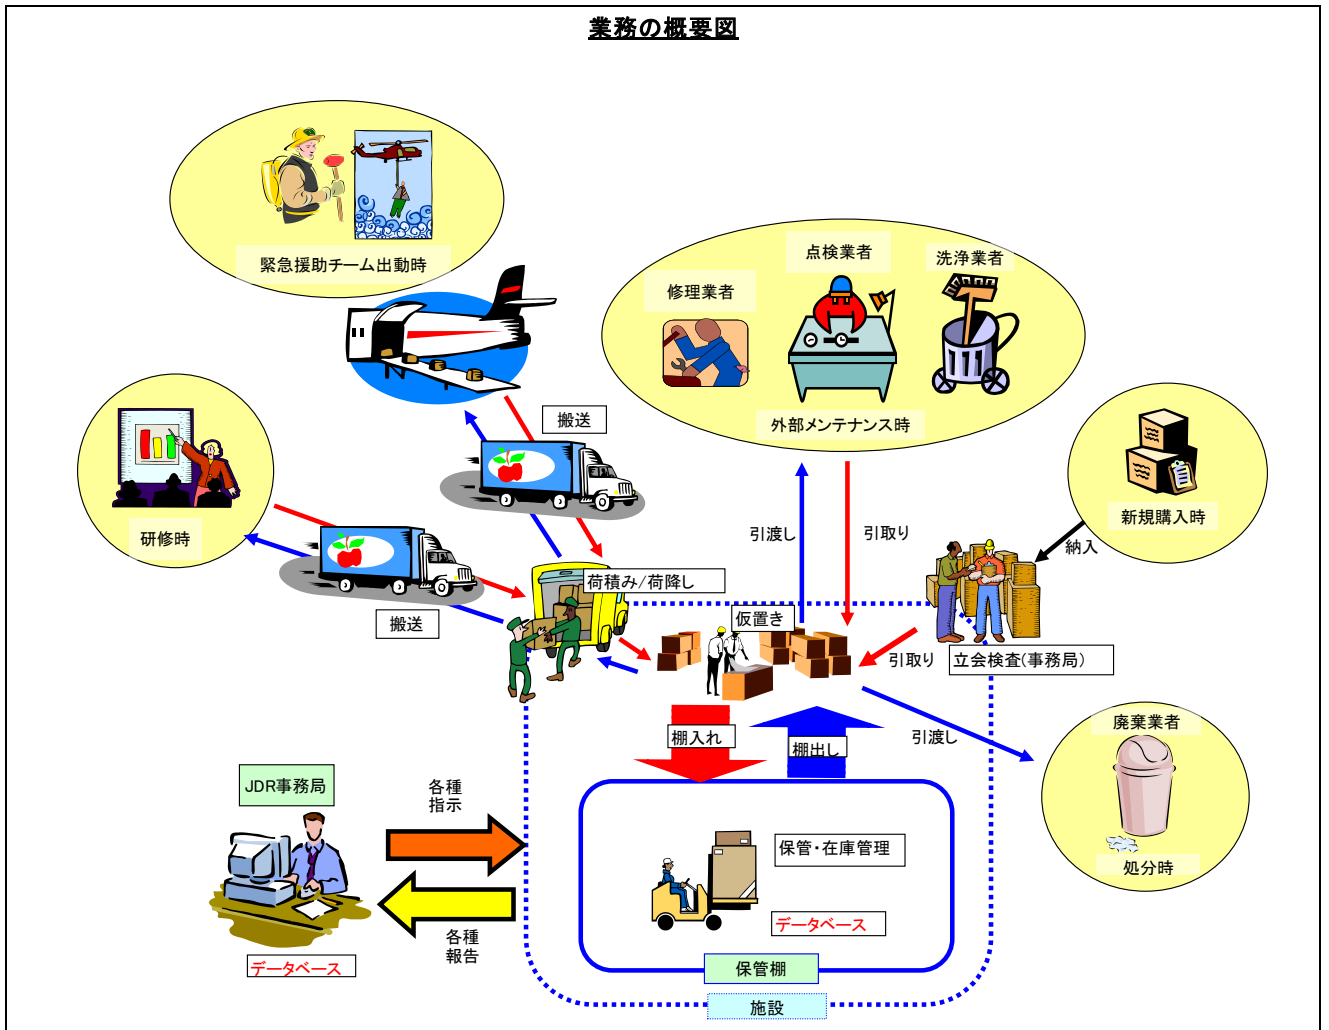 業務の概要図
緊急援助チーム出動時
点検業者
洗浄業者
修理業者
外部メンテナンス時
搬送
新規購入時
研修時
引渡し
引取り
納入
荷積み/荷降し
搬送
仮置き
引取り
立会検査(事務局)
棚入れ
棚出し
引渡し
廃棄業者
JDR事務局
各種
指示
保管・在庫管理
処分時
データベース
各種
報告
データベース
保管棚
施設